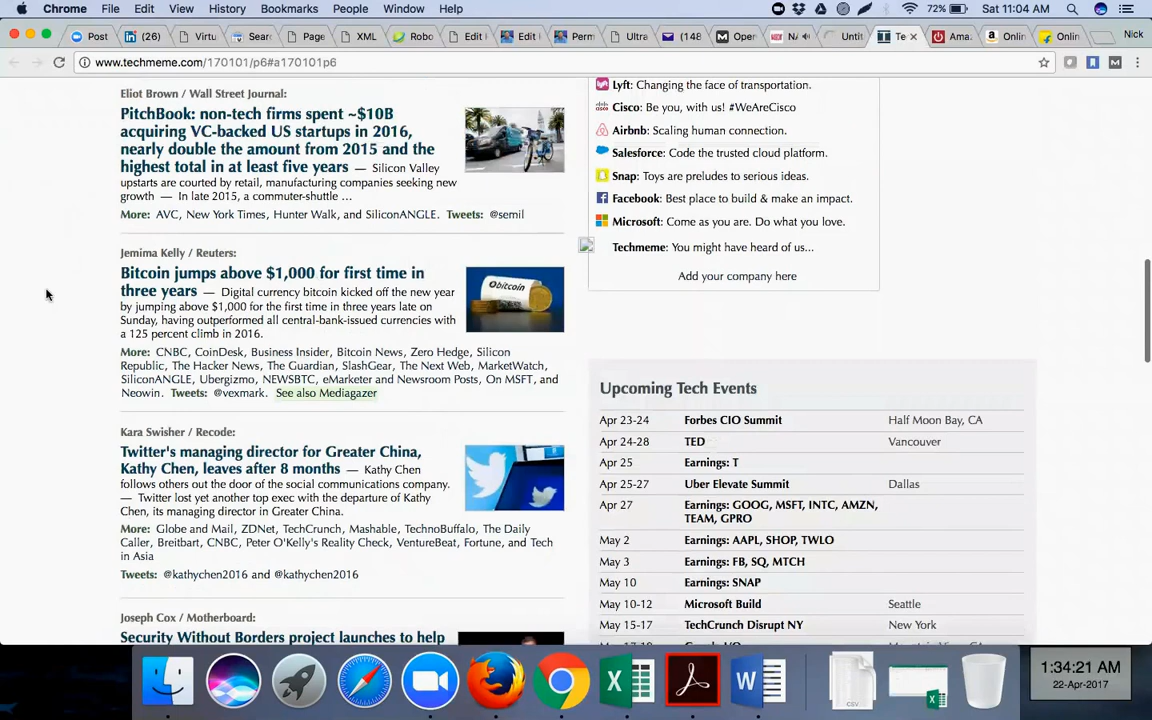 Chrome File Edit View History Bookmarks People Window Help 72% Sat 11:04 AM
Post (26) Virtu Sear Page XML Robo Edit Edit Perm Ultra (148 Oper Na Unti Te Ama. Onlin Onlin Nick
www.techmeme.com/170101/p6#a170101p6
Eliot Brown / Wall Street Journal:
PitchBook: non-tech firms spent ~$10B
acquiring VC-backed US startups in 2016,
nearly double the amount from 2015 and the
highest total in at least five years — Silicon Valley
upstarts are courted by retail, manufacturing companies seeking new
growth — In late 2015, a commuter-shuttle ...
More: AVC, New York Times, Hunter Walk, and SiliconANGLE. Tweets: @semil
Jemima Kelly / Reuters:
Bitcoin jumps above $1,000 for first time in
three years — Digital currency bitcoin kicked off the new year
by jumping above $1,000 for the first time in three years late on
Sunday, having outperformed all central-bank-issued currencies with
a 125 percent climb in 2016.
bitcoin
More: CNBC, CoinDesk, Business Insider, Bitcoin News, Zero Hedge, Silicon
Republic, The Hacker News, The Guardian, SlashGear, The Next Web, MarketWatch,
SiliconANGLE, Ubergizmo, NEWSBTC, eMarketer and Newsroom Posts, On MSFT, and
Neowin. Tweets: @vexmark. See also Mediagazer
Kara Swisher / Recode:
Twitter's managing director for Greater China,
Kathy Chen, leaves after 8 months — Kathy Chen
follows others out the door of the social communications company.
— Twitter lost yet another top exec with the departure of Kathy
Chen, its managing director in Greater China.
More: Globe and Mail, ZDNet, TechCrunch, Mashable, TechnoBuffalo, The Daily
Caller, Breitbart, CNBC, Peter O'Kelly's Reality Check, VentureBeat, Fortune, and Tech
in Asia
Tweets: @kathychen2016 and @kathychen2016
Joseph Cox / Motherboard:
Security Without Borders project launches to help
Lyft: Changing the face of transportation.
Cisco: Be you, with us! #WeAreCisco
Airbnb: Scaling human connection.
Salesforce: Code the trusted cloud platform.
Snap: Toys are preludes to serious ideas.
Facebook: Best place to build & make an impact.
Microsoft: Come as you are. Do what you love.
Techmeme: You might have heard of us...
Add your company here
Upcoming Tech Events
Apr 23-24 Forbes CIO Summit Half Moon Bay, CA
Apr 24-28 TED Vancouver
Apr 25 Earnings: T
Apr 25-27 Uber Elevate Summit Dallas
Apr 27 Earnings: GOOG, MSFT, INTC, AMZN,
TEAM, GPRO
May 2 Earnings: AAPL, SHOP, TWLO
May 3 Earnings: FB, SQ, MTCH
May 10 Earnings: SNAP
May 10-12 Microsoft Build Seattle
May 15-17 TechCrunch Disrupt NY New York
CSV
1:34:21 AM
22-Apr-2017